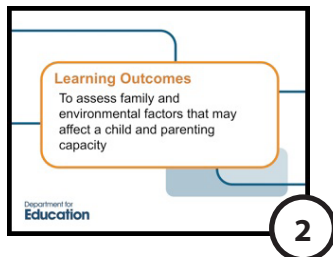 Learning Outcomes
To assess family and
environmental factors that may
affect a child and parenting
capacity
Department for
Education
2